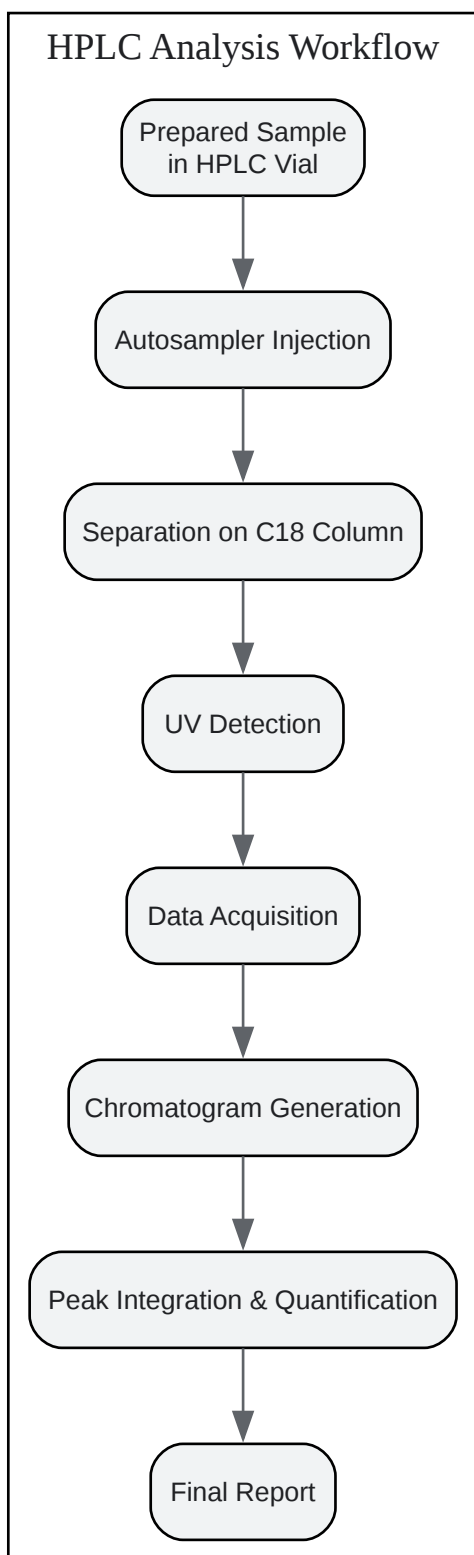 HPLC Analysis Workflow
Prepared Sample
in HPLC Vial
Autosampler Injection
Separation on C18 Column
UV Detection
Data Acquisition
Chromatogram Generation
Peak Integration & Quantification
Final Report